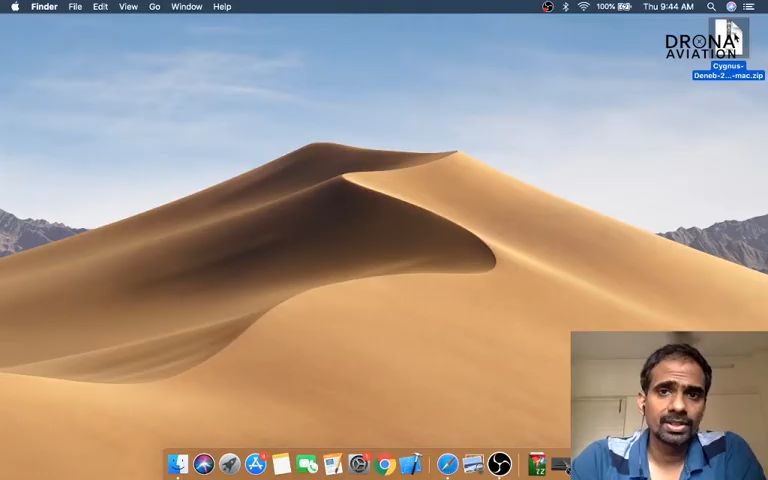 Finder File Edit View Go Window Help
100% Thu 9:44 AM
DRONA
AVIATION
Cygnus-
Deneb-2...-mac.zip